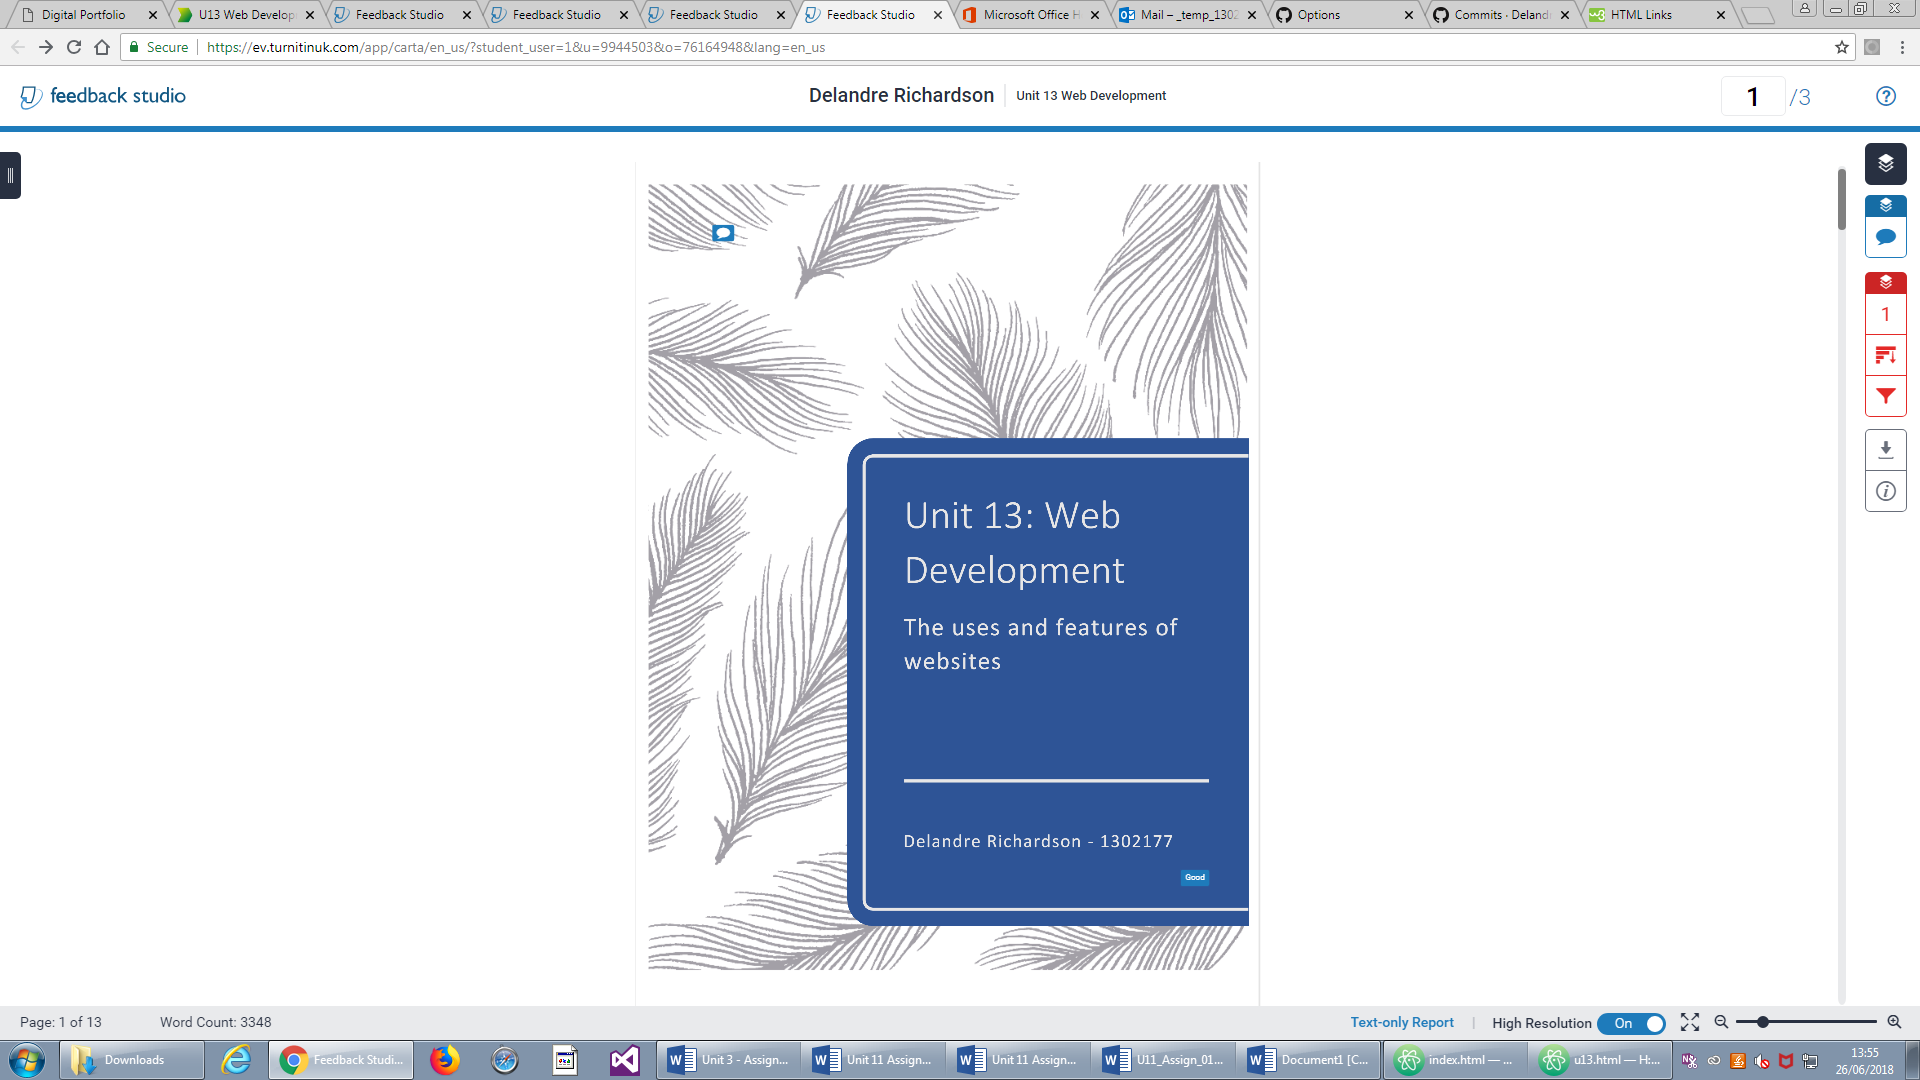 Digital Portfolio
U13 Web Develop
Feedback Studio
Feedback Studio
Feedback Studio
Feedback Studio
Microsoft Office H
Mail – _temp_1302
Options
Commits · Deland
HTML Links
Secure
https://ev.turnitinuk.com/app/carta/en_us/?student_user=1&u=9944503&o=76164948&lang=en_us
feedback studio
Delandre Richardson
Unit 13 Web Development
1 /3
1
Unit 13: Web
Development
The uses and features of
websites
Delandre Richardson - 1302177
Good
Page: 1 of 13
Word Count: 3348
Text-only Report
High Resolution
On
Downloads
Feedback Studi...
Unit 3 - Assign...
Unit 11 Assign...
Unit 11 Assign...
U11_Assign_01...
Document1 [C...
index.html — ...
u13.html — H:...
13:55
26/06/2018